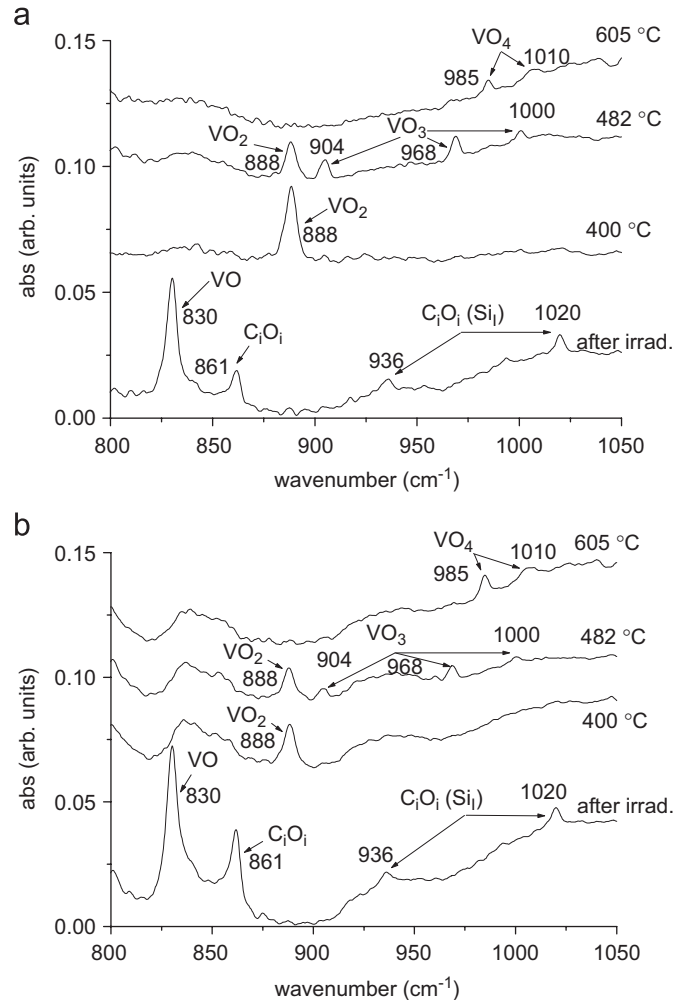 a
0.15
VO₄
605 °C
985
1010
VO₂
VO₃
1000
482 °C
0.10
888
904
968
VO₂
888
400 °C
abs (arb. units)
0.05
VO
830
CᵢOᵢ
861
CᵢOᵢ (Si_I)
936
1020
after irrad.
0.00
800 850 900 950 1000 1050
wavenumber (cm⁻¹)
b
0.15
VO₄
605 °C
985
1010
VO₂
VO₃
1000
482 °C
0.10
888
904
968
VO₂
888
400 °C
abs (arb. units)
0.05
VO
830
CᵢOᵢ
861
CᵢOᵢ (Si_I)
936
1020
after irrad.
0.00
800 850 900 950 1000 1050
wavenumber (cm⁻¹)